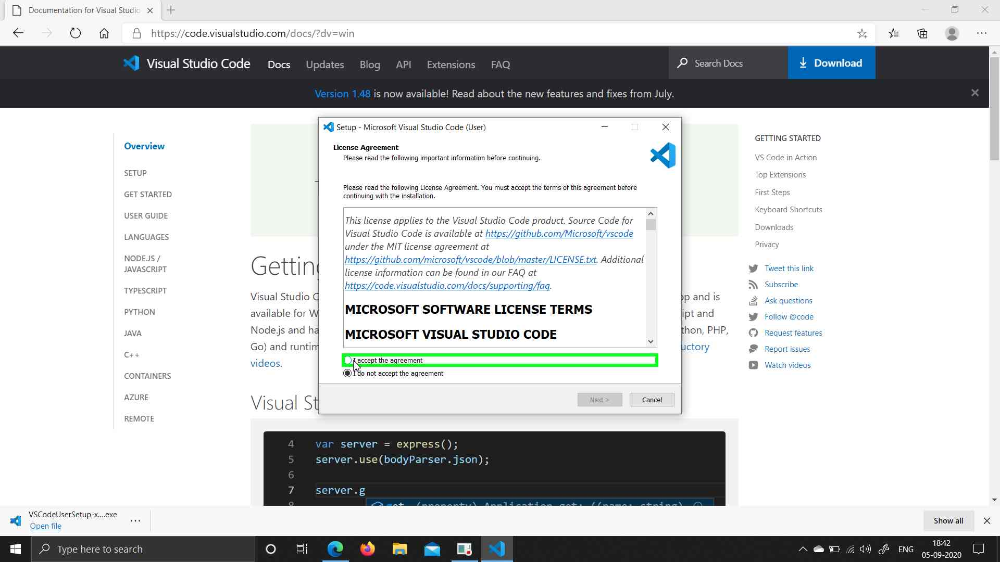 Documentation for Visual Studio
https://code.visualstudio.com/docs/?dv=win
Visual Studio Code
Docs
Updates
Blog
API
Extensions
FAQ
Search Docs
Download
Version 1.48 is now available! Read about the new features and fixes from July.
Overview
SETUP
GET STARTED
USER GUIDE
LANGUAGES
NODE.JS /
JAVASCRIPT
TYPESCRIPT
PYTHON
JAVA
C++
CONTAINERS
AZURE
REMOTE
Setup - Microsoft Visual Studio Code (User)
License Agreement
Please read the following important information before continuing.
Please read the following License Agreement. You must accept the terms of this agreement before
continuing with the installation.
This license applies to the Visual Studio Code product. Source Code for
Visual Studio Code is available at https://github.com/Microsoft/vscode
under the MIT license agreement at
https://github.com/microsoft/vscode/blob/master/LICENSE.txt. Additional
license information can be found in our FAQ at
https://code.visualstudio.com/docs/supporting/faq.
MICROSOFT SOFTWARE LICENSE TERMS
MICROSOFT VISUAL STUDIO CODE
I accept the agreement
I do not accept the agreement
Next >
Cancel
Getting
Visual Studio
available for
Node.js and
Go) and
videos.
op and is
ipt and
thon, PHP,
uctory
Visual St
4 var server = express();
5 server.use(bodyParser.json);
6
7 server.g
8 get (property) Application.get: ((name: string)
GETTING STARTED
VS Code in Action
Top Extensions
First Steps
Keyboard Shortcuts
Downloads
Privacy
Tweet this link
Subscribe
Ask questions
Follow @code
Request features
Report issues
Watch videos
VSCodeUserSetup-x....exe
Open file
Show all
Type here to search
ENG
18:42
05-09-2020